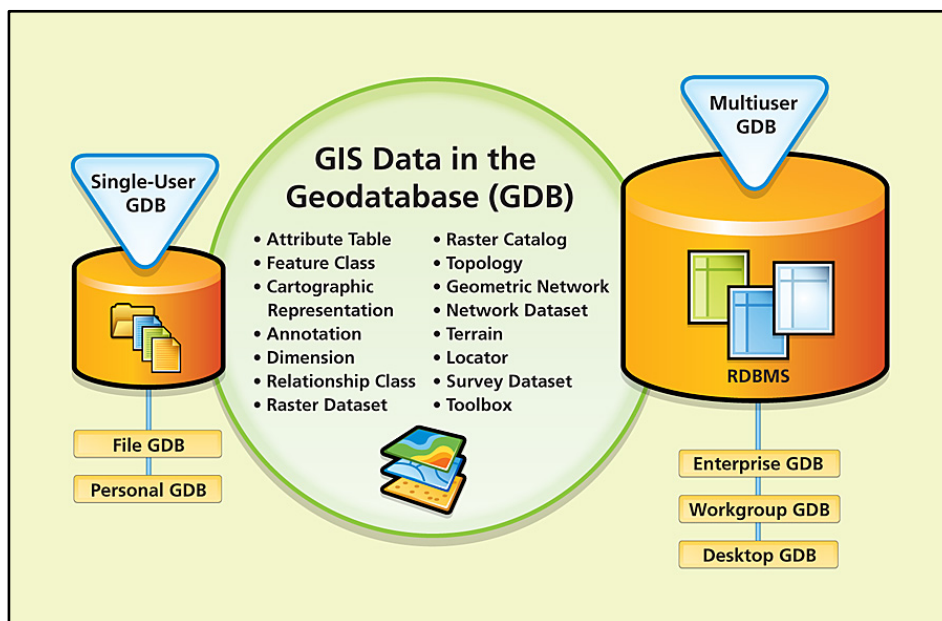 Single-User
GDB
File GDB
Personal GDB
GIS Data in the
Geodatabase (GDB)
• Attribute Table
• Feature Class
• Cartographic
Representation
• Annotation
• Dimension
• Relationship Class
• Raster Dataset
• Raster Catalog
• Topology
• Geometric Network
• Network Dataset
• Terrain
• Locator
• Survey Dataset
• Toolbox
Multiuser
GDB
RDBMS
Enterprise GDB
Workgroup GDB
Desktop GDB